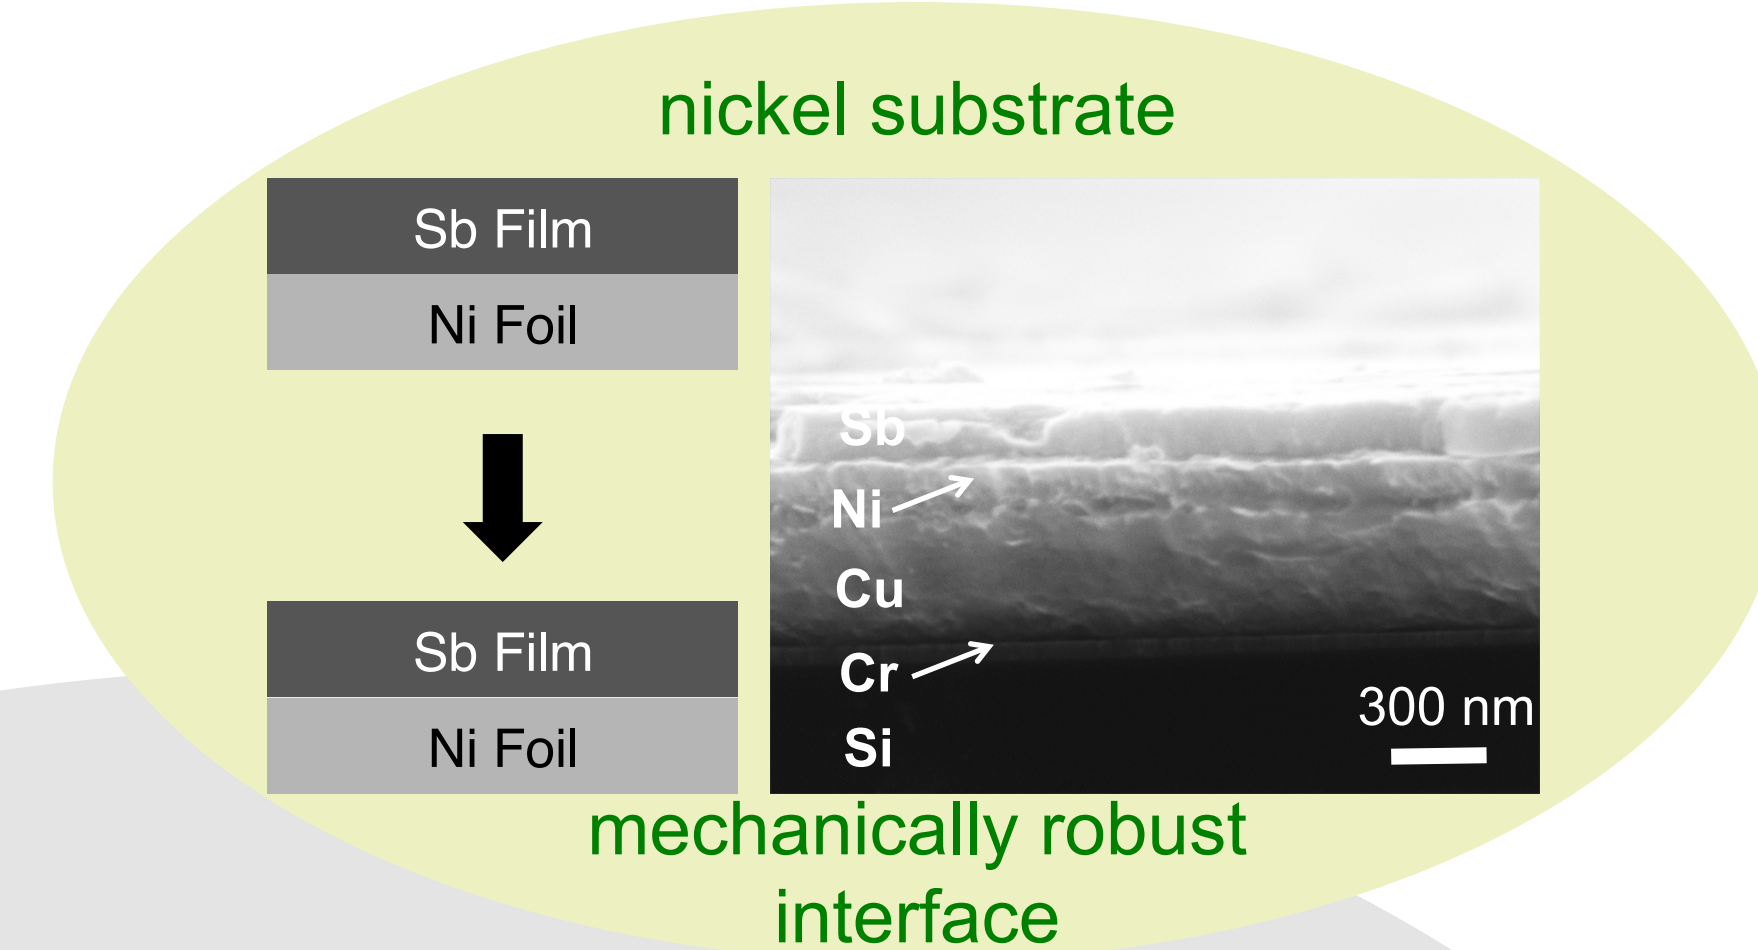 nickel substrate
Sb Film
Ni Foil
Sb Film
Ni Foil
Sb
Ni
Cu
Cr
Si
300 nm
mechanically robust
interface